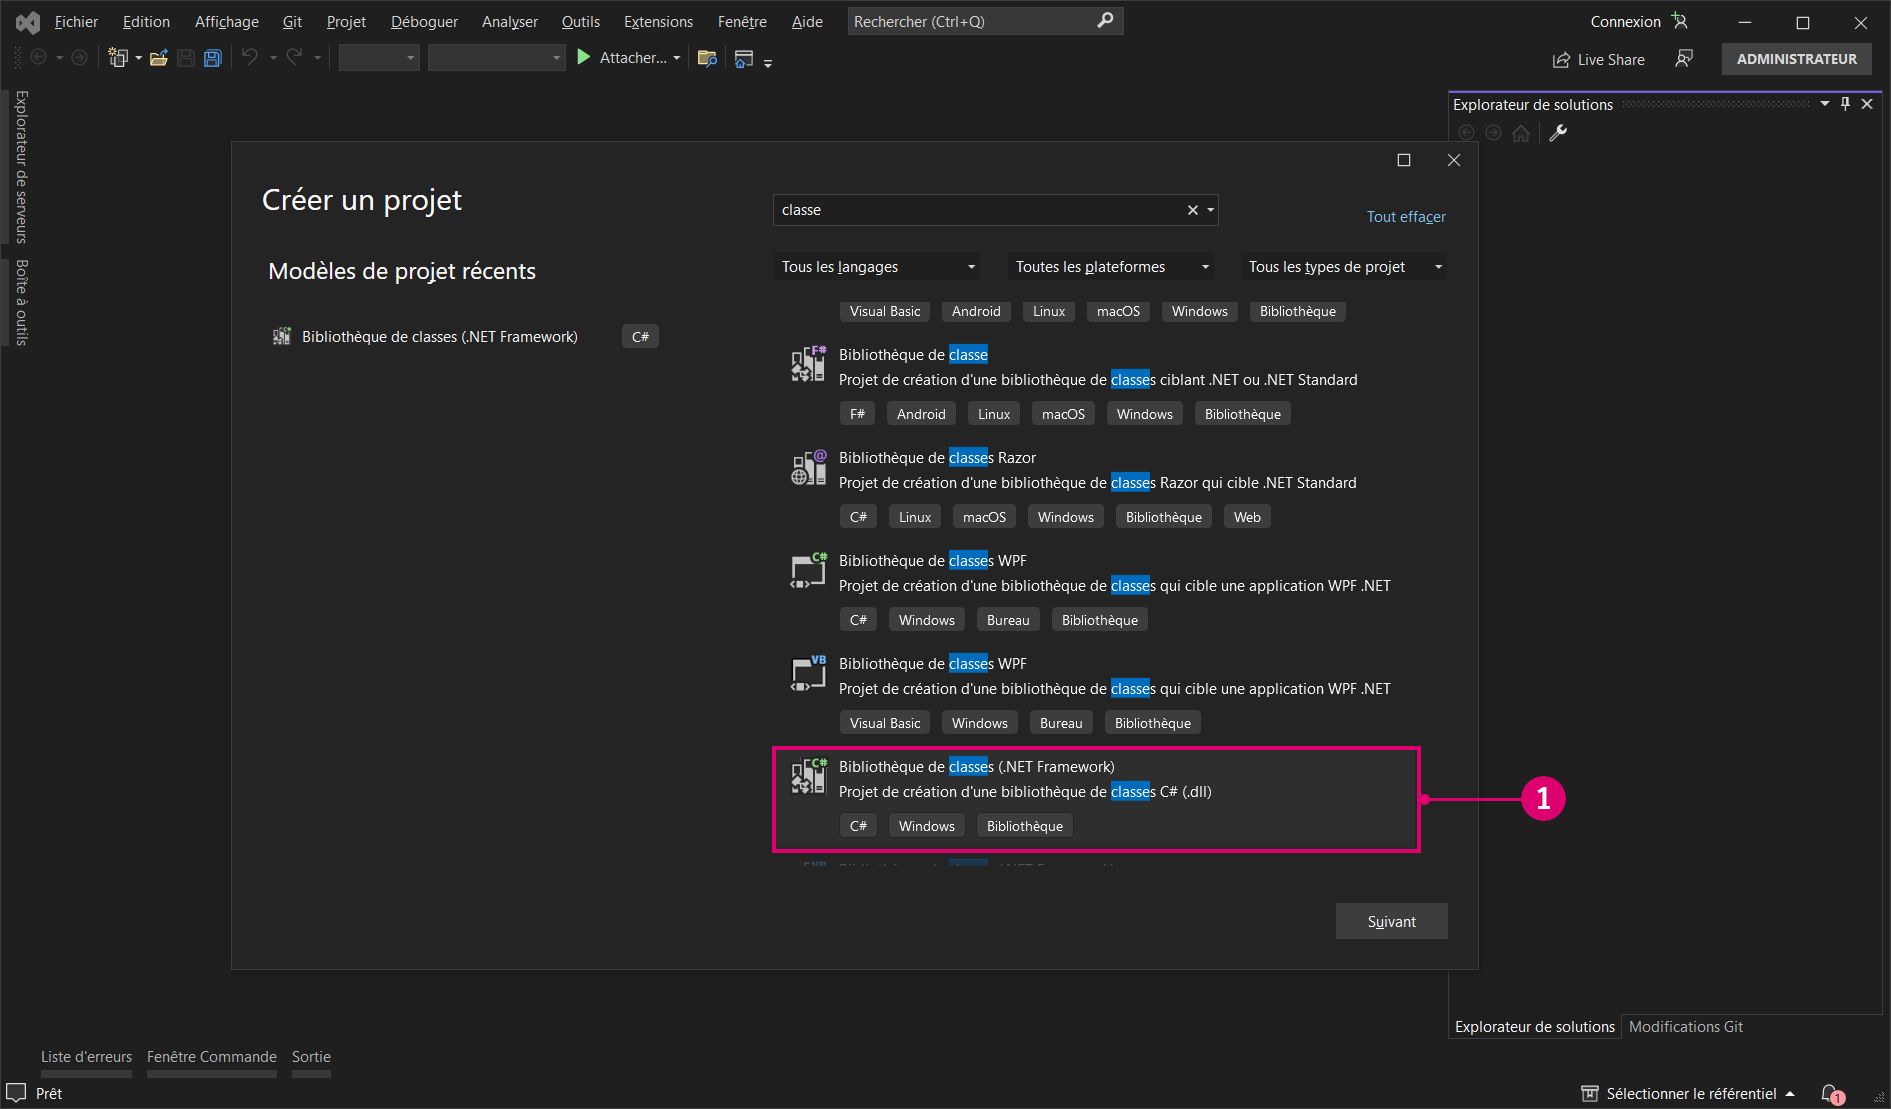 Fichier Edition Affichage Git Projet Déboguer Analyser Outils Extensions Fenêtre Aide Rechercher (Ctrl+Q) Connexion
Attacher... Live Share ADMINISTRATEUR
Explorateur de serveurs
Boîte à outils
Explorateur de solutions
Créer un projet
classe
Tout effacer
Modèles de projet récents
Tous les langages Toutes les plateformes Tous les types de projet
Bibliothèque de classes (.NET Framework) C#
Visual Basic Android Linux macOS Windows Bibliothèque
F#
Bibliothèque de classe
Projet de création d'une bibliothèque de classes ciblant .NET ou .NET Standard
F# Android Linux macOS Windows Bibliothèque
@
Bibliothèque de classes Razor
Projet de création d'une bibliothèque de classes Razor qui cible .NET Standard
C# Linux macOS Windows Bibliothèque Web
C#
Bibliothèque de classes WPF
Projet de création d'une bibliothèque de classes qui cible une application WPF .NET
C# Windows Bureau Bibliothèque
VB
Bibliothèque de classes WPF
Projet de création d'une bibliothèque de classes qui cible une application WPF .NET
Visual Basic Windows Bureau Bibliothèque
C#
Bibliothèque de classes (.NET Framework)
Projet de création d'une bibliothèque de classes C# (.dll)
C# Windows Bibliothèque
1
Suivant
Explorateur de solutions Modifications Git
Liste d'erreurs Fenêtre Commande Sortie
Prêt Sélectionner le référentiel 1